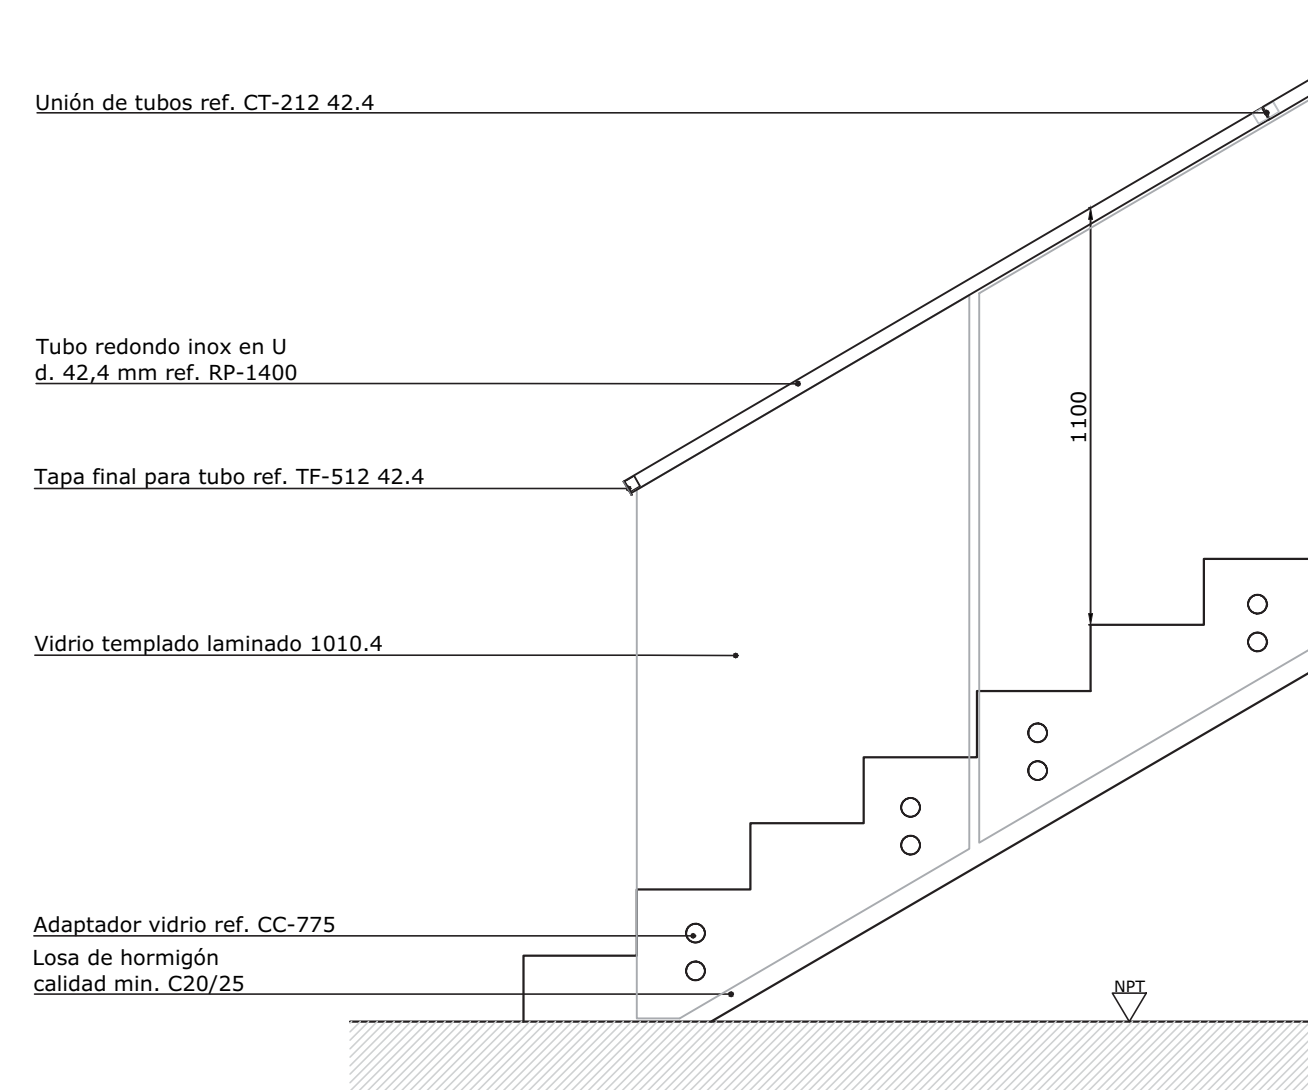 Unión de tubos ref. CT-212 42.4
Tubo redondo inox en U
d. 42,4 mm ref. RP-1400
1100
Tapa final para tubo ref. TF-512 42.4
Vidrio templado laminado 1010.4
Adaptador vidrio ref. CC-775
Losa de hormigón
calidad min. C20/25
NPT